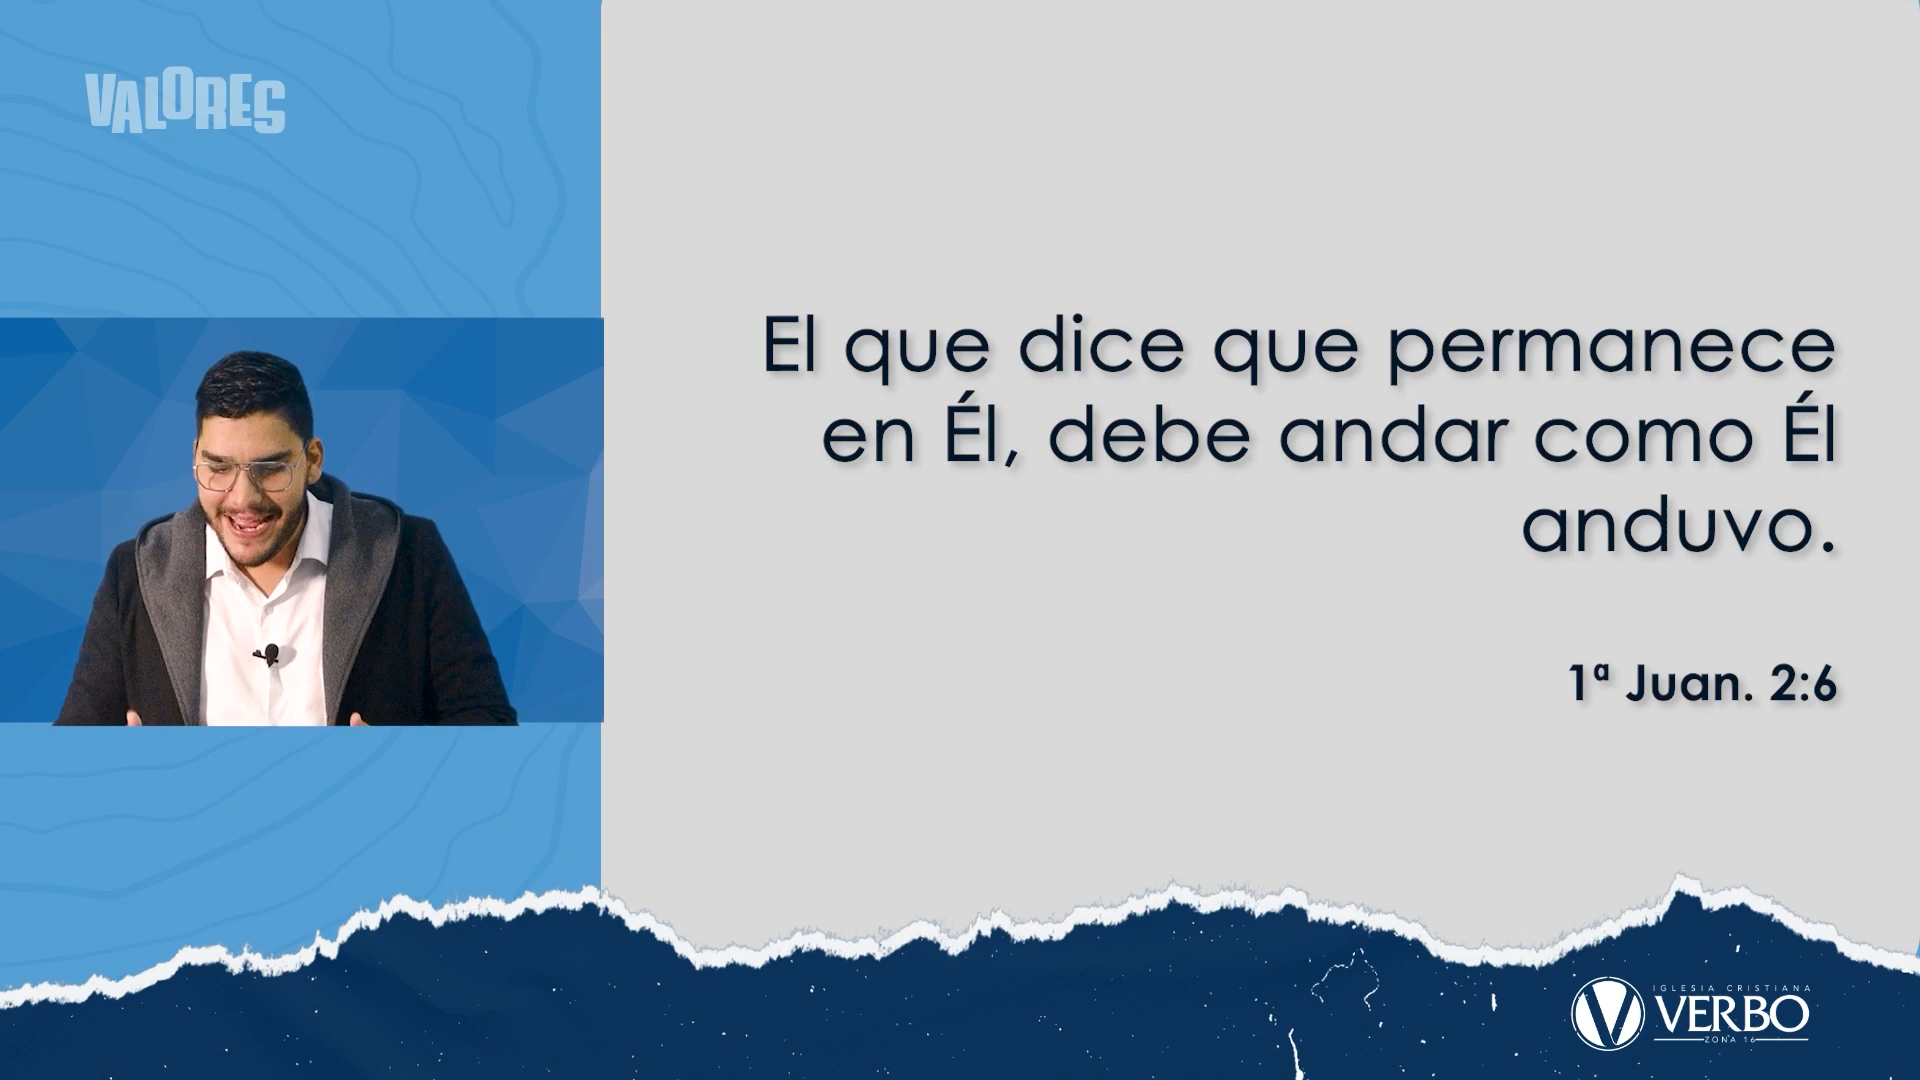 VALORES
El que dice que permanece
en Él, debe andar como Él
anduvo.
1ª Juan. 2:6
IGLESIA CRISTIANA
VERBO
ZONA 16